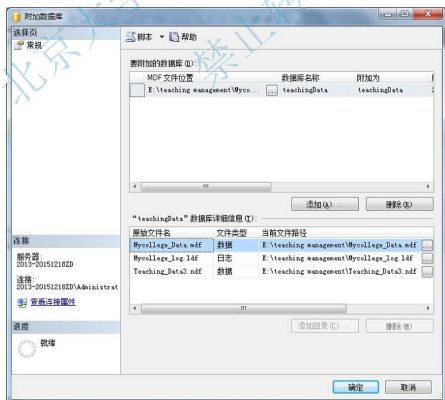 附加数据库
选择页
常规
脚本 帮助
要附加的数据库(D):
MDF 文件位置 数据库名称 附加为
E:\teaching management\Myco... ... teachingData teachingData
添加(A)... 删除(R)
“teachingData”数据库详细信息(T):
原始文件名 文件类型 当前文件路径
Mycollege_Data.mdf 数据 E:\teaching management\Mycollege_Data.mdf ...
Mycollege_log.ldf 日志 E:\teaching management\Mycollege_log.ldf ...
Teaching_Data3.ndf 数据 E:\teaching management\Teaching_Data3.ndf ...
添加目录(C)... 删除(M)
连接
服务器:
2013-20151218ZD
连接:
2013-20151218ZD\Administrat
查看连接属性
进度
就绪
确定 取消
北京大
禁止